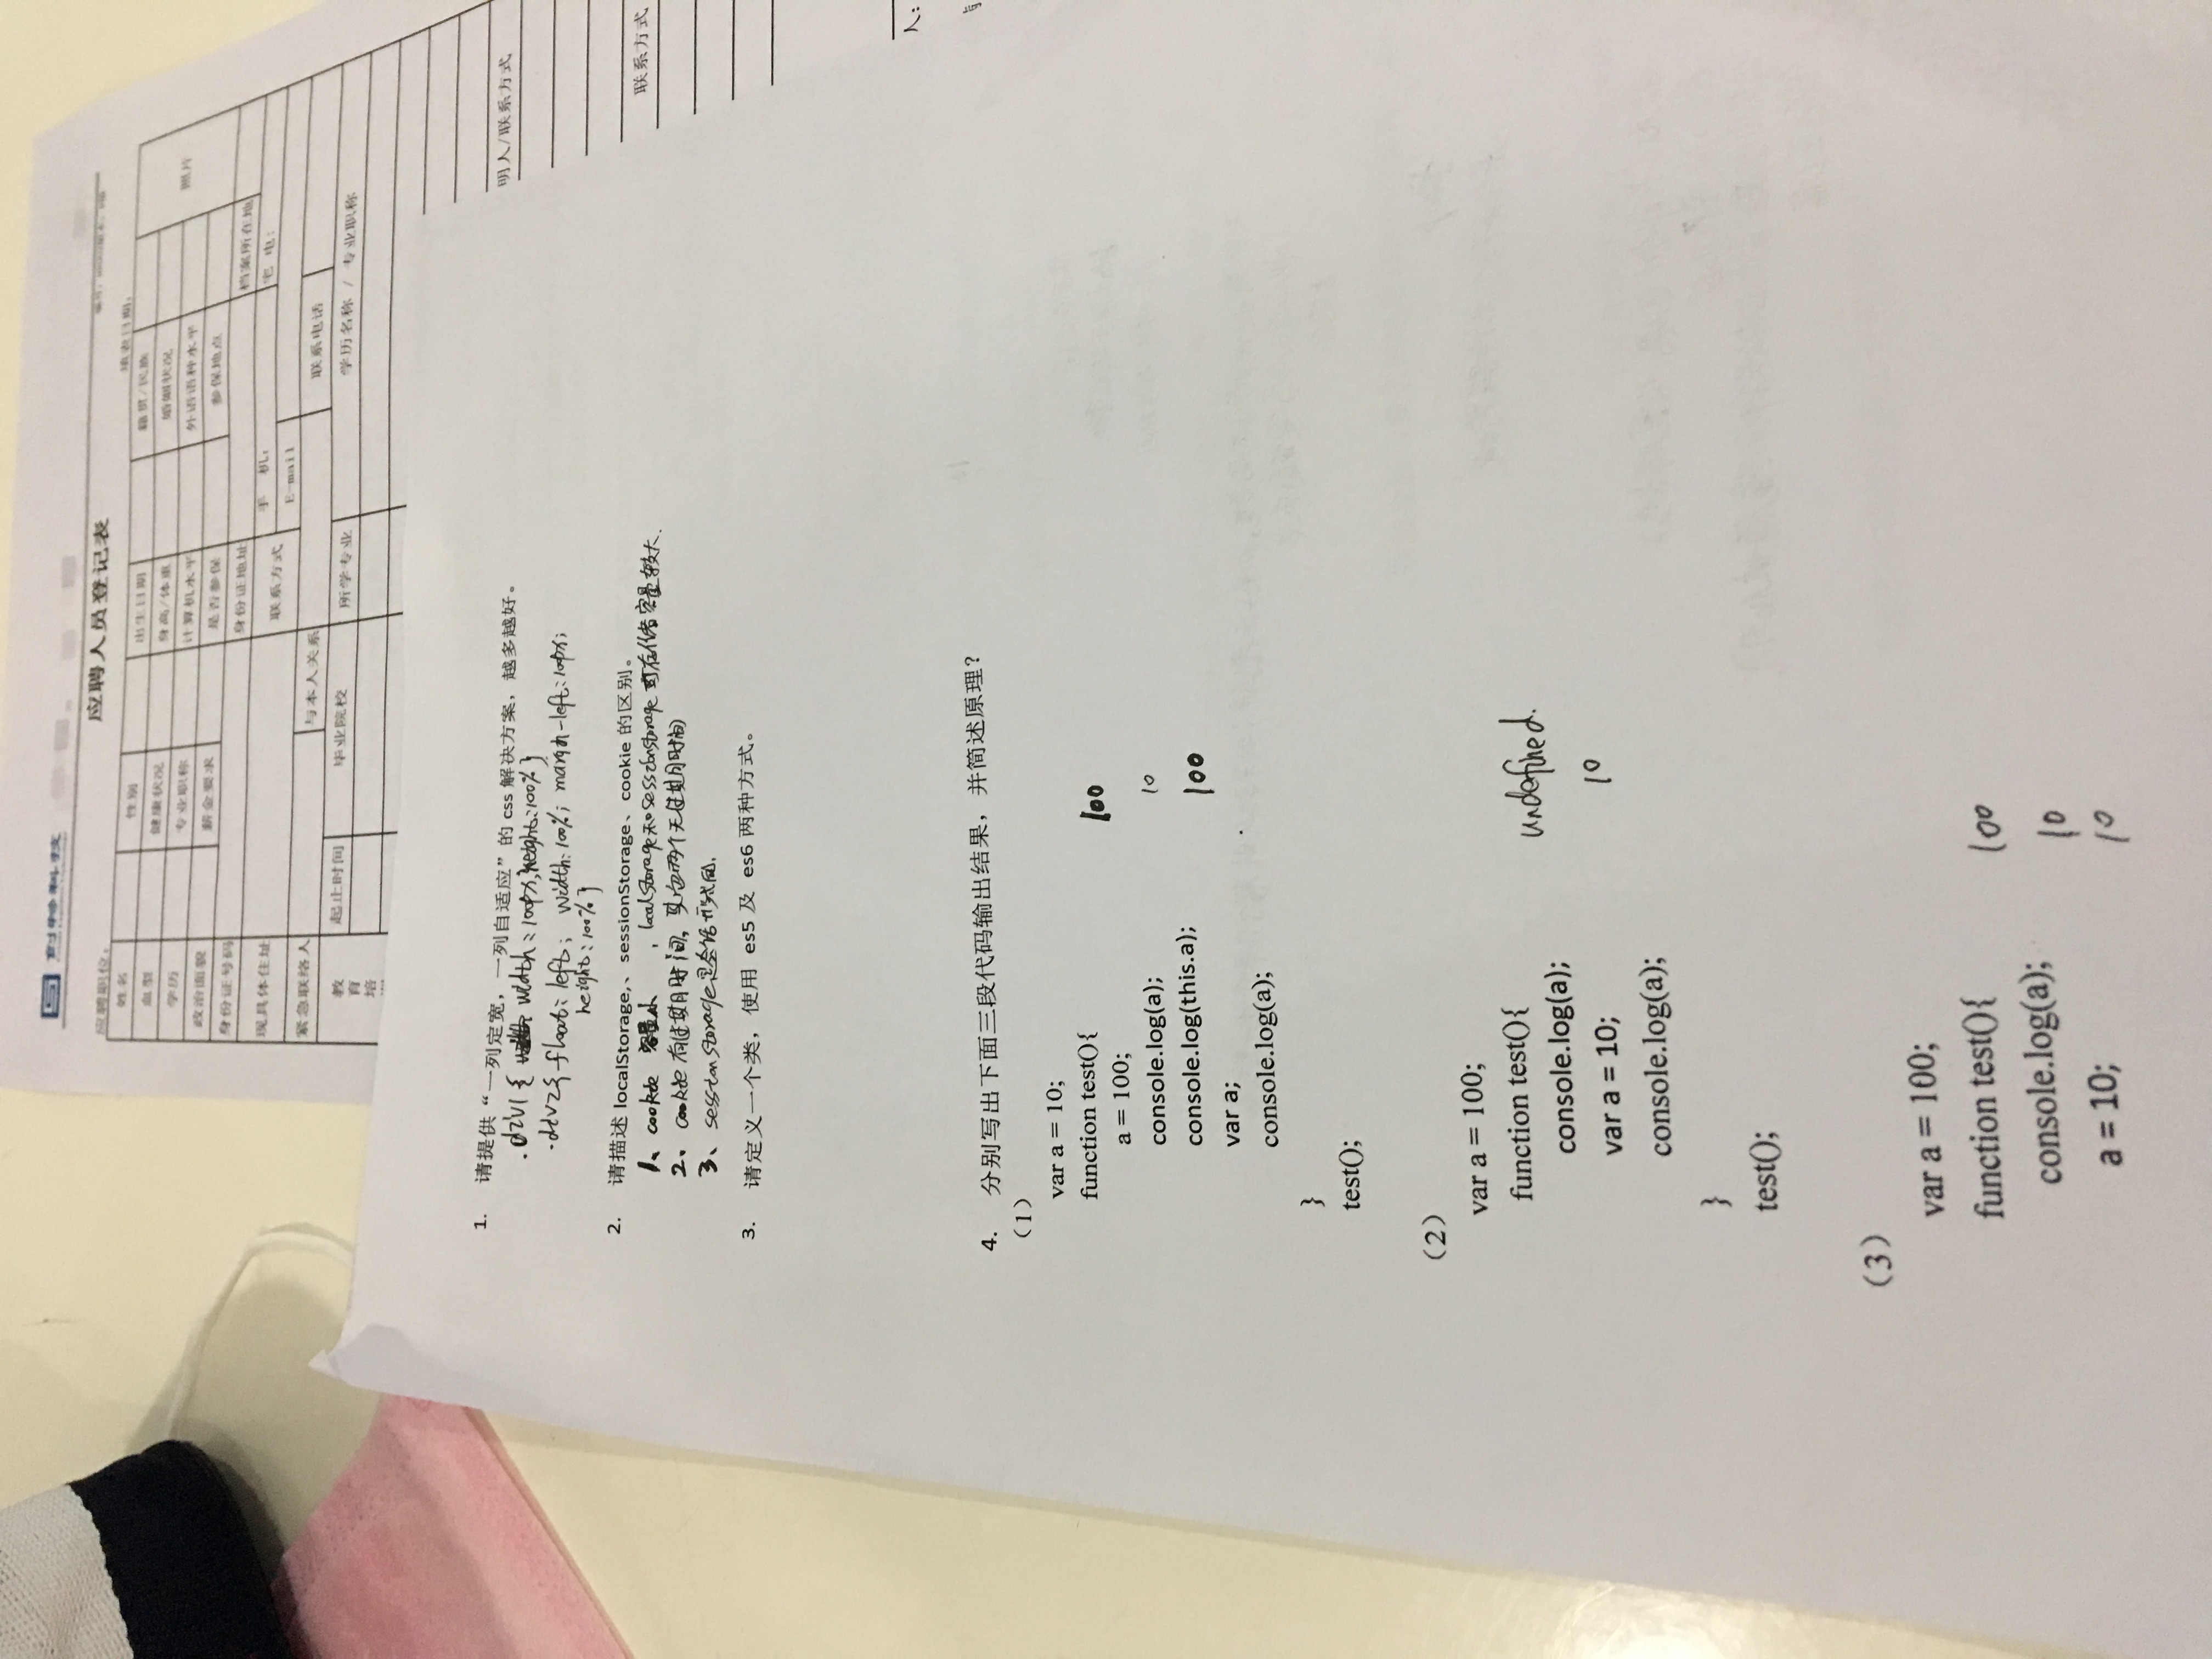 创特科技
应聘人员登记表
应聘职位：
填表日期：
姓名 性别 出生日期 籍贯/民族 照片
血型 健康状况 身高/体重 婚姻状况
学历 专业职称 计算机水平 外语语种水平
政治面貌 薪金要求 是否参保 参保地点
身份证号码 身份证地址 档案所在地
现具体住址 联系方式 手 机： 宅 电：
E-mail
紧急联络人 与本人关系 联系电话
教育培 起止时间 毕业院校 所学专业 学历名称 / 专业职称
明人/联系方式
联系方式
人：
1. 请提供“一列定宽，一列自适应”的 css 解决方案，越多越好。
.div1 { width：100px;height:100% }
.div2{ float: left; width:100%; margin-left:100px;
height:100% }
2. 请描述 localStorage,、sessionStorage、cookie 的区别。
1、cookie 容量小 ，localStorage和sessionstorage可存储容量较大.
2、cookie 有过期时间，其他两个无过期时间
3、sessionStorage是会话形式的.
3. 请定义一个类，使用 es5 及 es6 两种方式。
4. 分别写出下面三段代码输出结果，并简述原理？
（1）
var a = 10;
function test(){ 100
a = 100;
console.log(a); 10
console.log(this.a); 100
var a;
console.log(a);
}
test();
（2）
var a = 100;
function test(){ undefined.
console.log(a);
var a = 10; 10
console.log(a);
}
test();
（3）
var a = 100;
function test(){ 100
console.log(a); 10
a = 10; 10